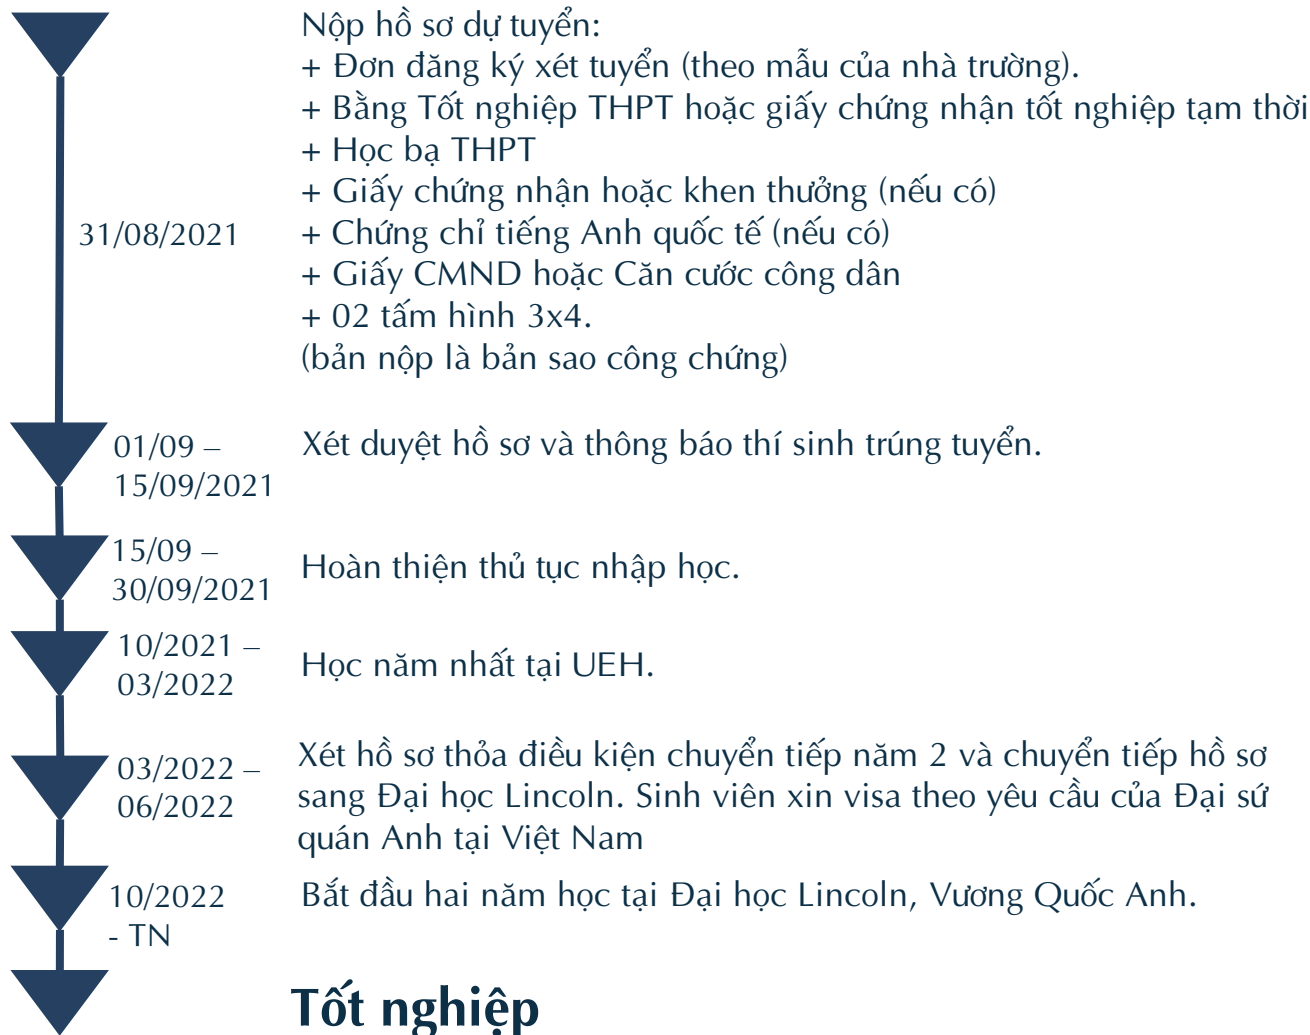 Nộp hồ sơ dự tuyển:
+ Đơn đăng ký xét tuyển (theo mẫu của nhà trường).
+ Bằng Tốt nghiệp THPT hoặc giấy chứng nhận tốt nghiệp tạm thời
+ Học bạ THPT
+ Giấy chứng nhận hoặc khen thưởng (nếu có)
31/08/2021
+ Chứng chỉ tiếng Anh quốc tế (nếu có)
+ Giấy CMND hoặc Căn cước công dân
+ 02 tấm hình 3x4.
(bản nộp là bản sao công chứng)
01/09 –
15/09/2021
Xét duyệt hồ sơ và thông báo thí sinh trúng tuyển.
15/09 –
30/09/2021
Hoàn thiện thủ tục nhập học.
10/2021 –
03/2022
Học năm nhất tại UEH.
03/2022 –
06/2022
Xét hồ sơ thỏa điều kiện chuyển tiếp năm 2 và chuyển tiếp hồ sơ
sang Đại học Lincoln. Sinh viên xin visa theo yêu cầu của Đại sứ
quán Anh tại Việt Nam
10/2022
- TN
Bắt đầu hai năm học tại Đại học Lincoln, Vương Quốc Anh.
Tốt nghiệp